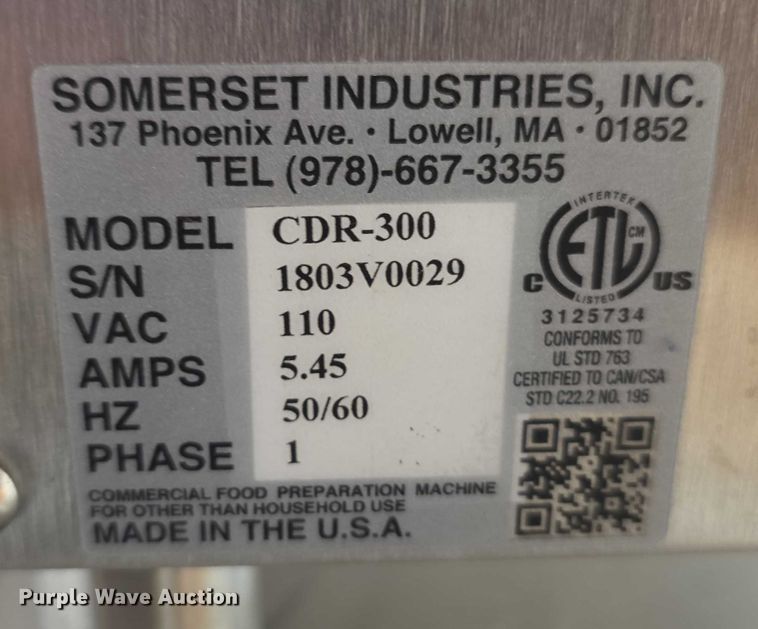 SOMERSET INDUSTRIES, INC.
137 Phoenix Ave. · Lowell, MA · 01852
TEL (978)-667-3355
MODEL CDR-300
S/N 1803V0029
VAC 110
AMPS 5.45
HZ 50/60
PHASE 1
INTERTEK
ETL CM
C US
LISTED
3125734
CONFORMS TO
UL STD 763
CERTIFIED TO CAN/CSA
STD C22.2 NO. 195
COMMERCIAL FOOD PREPARATION MACHINE
FOR OTHER THAN HOUSEHOLD USE
MADE IN THE U.S.A.
Purple Wave Auction